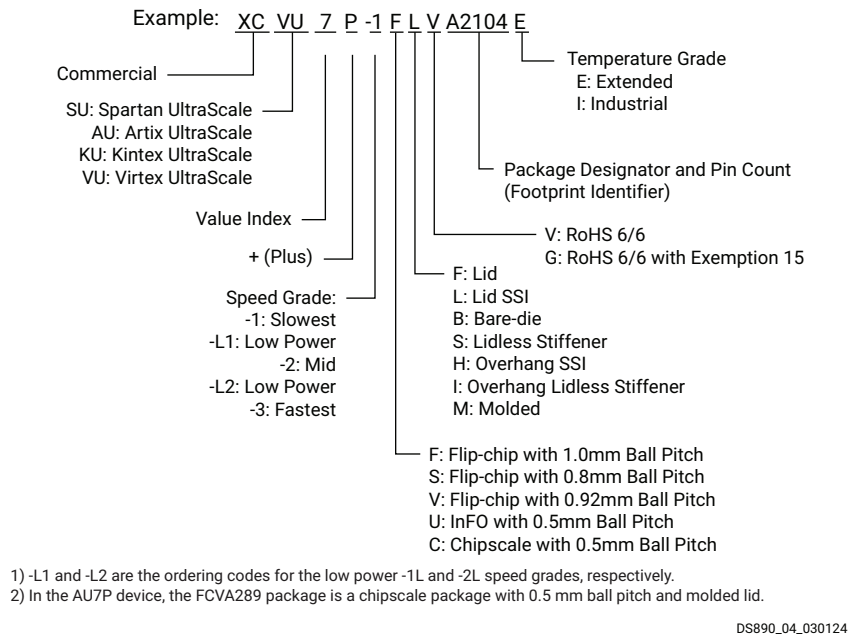 Example: XC VU 7 P -1 F L V A2104 E
Temperature Grade
E: Extended
I: Industrial
Commercial
SU: Spartan UltraScale
AU: Artix UltraScale
KU: Kintex UltraScale
VU: Virtex UltraScale
Package Designator and Pin Count
(Footprint Identifier)
Value Index
V: RoHS 6/6
G: RoHS 6/6 with Exemption 15
+ (Plus)
F: Lid
L: Lid SSI
B: Bare-die
S: Lidless Stiffener
H: Overhang SSI
I: Overhang Lidless Stiffener
M: Molded
Speed Grade:
-1: Slowest
-L1: Low Power
-2: Mid
-L2: Low Power
-3: Fastest
F: Flip-chip with 1.0mm Ball Pitch
S: Flip-chip with 0.8mm Ball Pitch
V: Flip-chip with 0.92mm Ball Pitch
U: InFO with 0.5mm Ball Pitch
C: Chipscale with 0.5mm Ball Pitch
1) -L1 and -L2 are the ordering codes for the low power -1L and -2L speed grades, respectively.
2) In the AU7P device, the FCVA289 package is a chipscale package with 0.5 mm ball pitch and molded lid.
DS890_04_030124